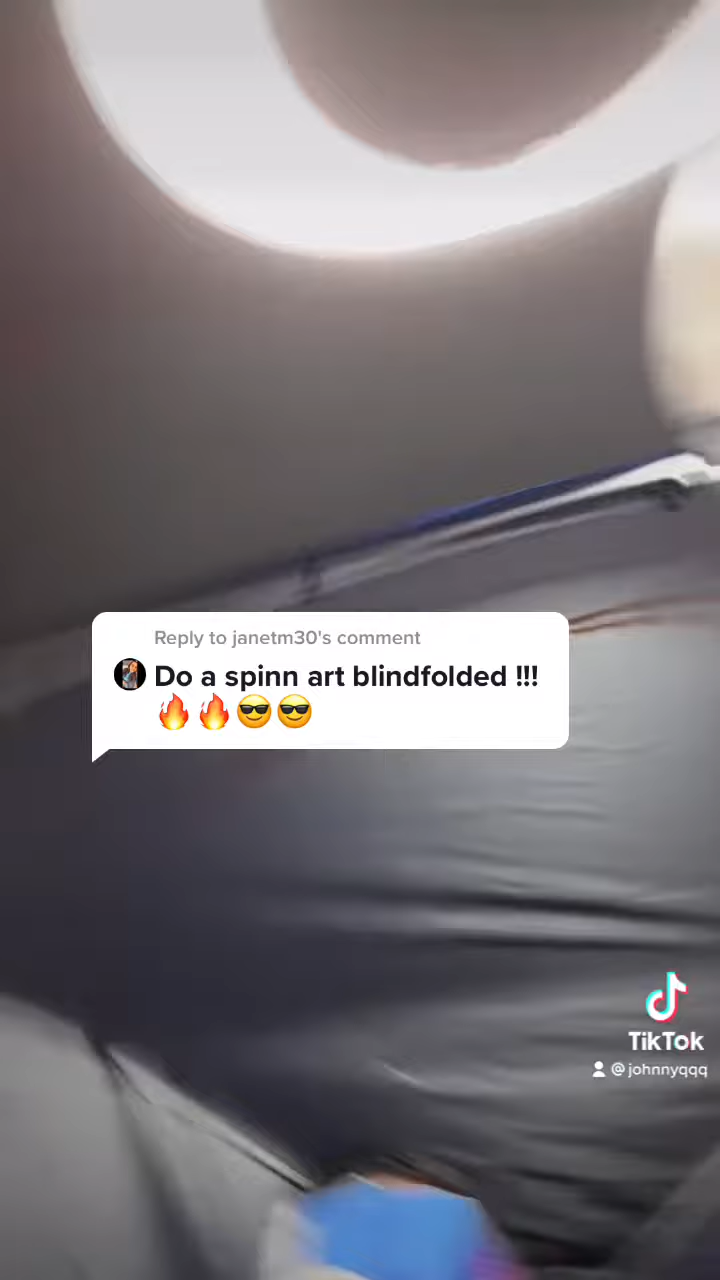 Reply to janetm30's comment
Do a spinn art blindfolded !!!
🔥🔥😎😎
TikTok
@johnnyqqq